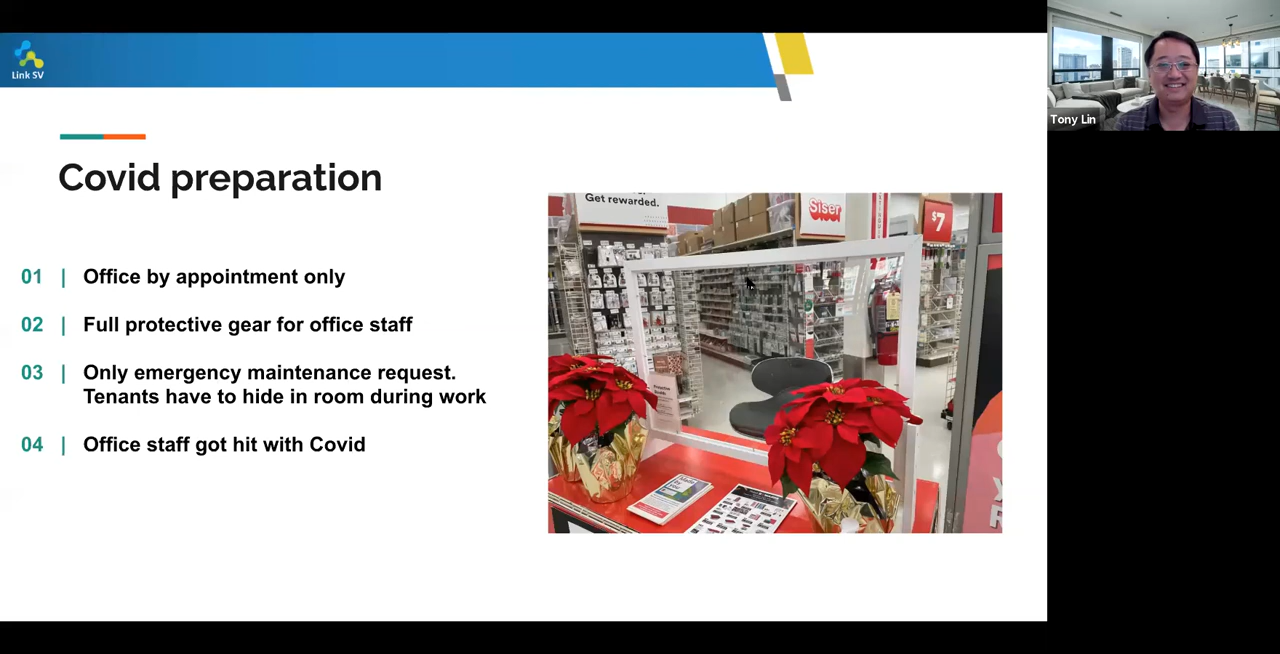 Link SV
Tony Lin
Covid preparation
Get rewarded.
Siser
$7
01 | Office by appointment only
02 | Full protective gear for office staff
03 | Only emergency maintenance request.
Tenants have to hide in room during work
04 | Office staff got hit with Covid